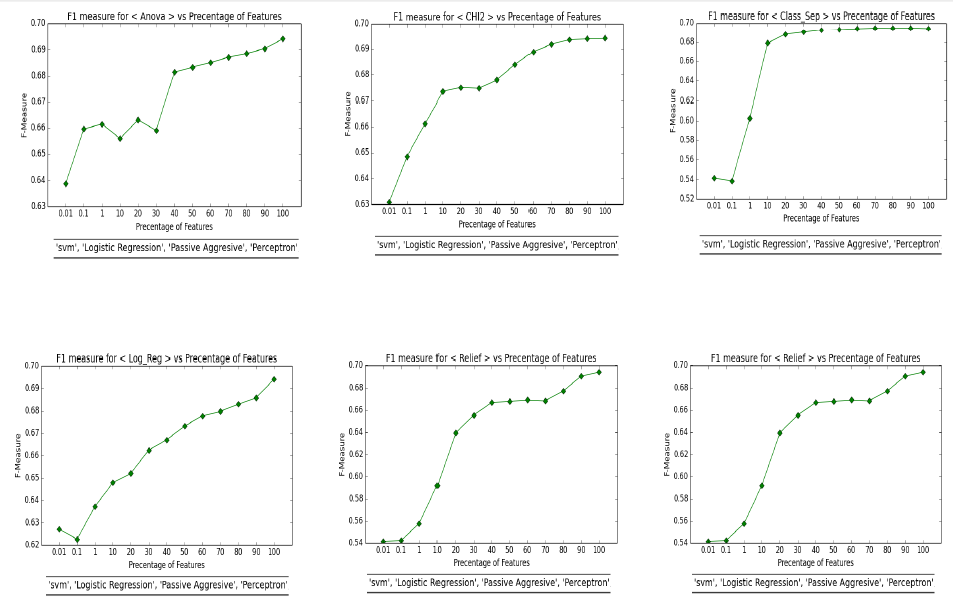 F1 measure for < Anova > vs Precentage of Features
0.70
0.69
0.68
0.67
0.66
0.65
0.64
0.63
F-Measure
0.01 0.1 1 10 20 30 40 50 60 70 80 90 100
Precentage of Features
'svm', 'Logistic Regression', 'Passive Aggresive', 'Perceptron'
F1 measure for < CHI2 > vs Precentage of Features
0.70
0.69
0.68
0.67
0.66
0.65
0.64
0.63
F-Measure
0.01 0.1 1 10 20 30 40 50 60 70 80 90 100
Precentage of Features
'svm', 'Logistic Regression', 'Passive Aggresive', 'Perceptron'
F1 measure for < Class_Sep > vs Precentage of Features
0.70
0.68
0.66
0.64
0.62
0.60
0.58
0.56
0.54
0.52
F-Measure
0.01 0.1 1 10 20 30 40 50 60 70 80 90 100
Precentage of Features
'svm', 'Logistic Regression', 'Passive Aggresive', 'Perceptron'
F1 measure for < Log_Reg > vs Precentage of Features
0.70
0.69
0.68
0.67
0.66
0.65
0.64
0.63
0.62
F-Measure
0.01 0.1 1 10 20 30 40 50 60 70 80 90 100
Precentage of Features
'svm', 'Logistic Regression', 'Passive Aggresive', 'Perceptron'
F1 measure for < Relief > vs Precentage of Features
0.70
0.68
0.66
0.64
0.62
0.60
0.58
0.56
0.54
F-Measure
0.01 0.1 1 10 20 30 40 50 60 70 80 90 100
Precentage of Features
'svm', 'Logistic Regression', 'Passive Aggresive', 'Perceptron'
F1 measure for < Relief > vs Precentage of Features
0.70
0.68
0.66
0.64
0.62
0.60
0.58
0.56
0.54
F-Measure
0.01 0.1 1 10 20 30 40 50 60 70 80 90 100
Precentage of Features
'svm', 'Logistic Regression', 'Passive Aggresive', 'Perceptron'